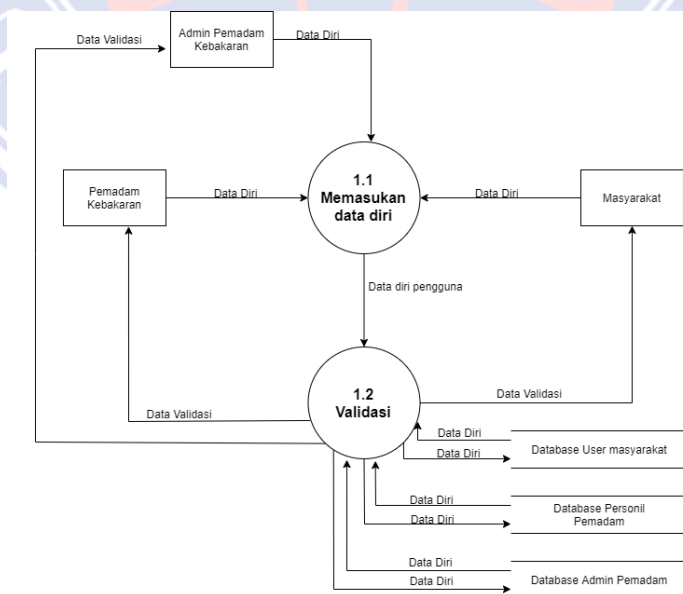 Data Validasi
Admin Pemadam
Kebakaran
Data Diri
Pemadam
Kebakaran
Data Diri
1.1
Memasukan
data diri
Data Diri
Masyarakat
Data diri pengguna
1.2
Validasi
Data Validasi
Data Validasi
Data Diri
Data Diri
Database User masyarakat
Data Diri
Data Diri
Database Personil
Pemadam
Data Diri
Data Diri
Database Admin Pemadam